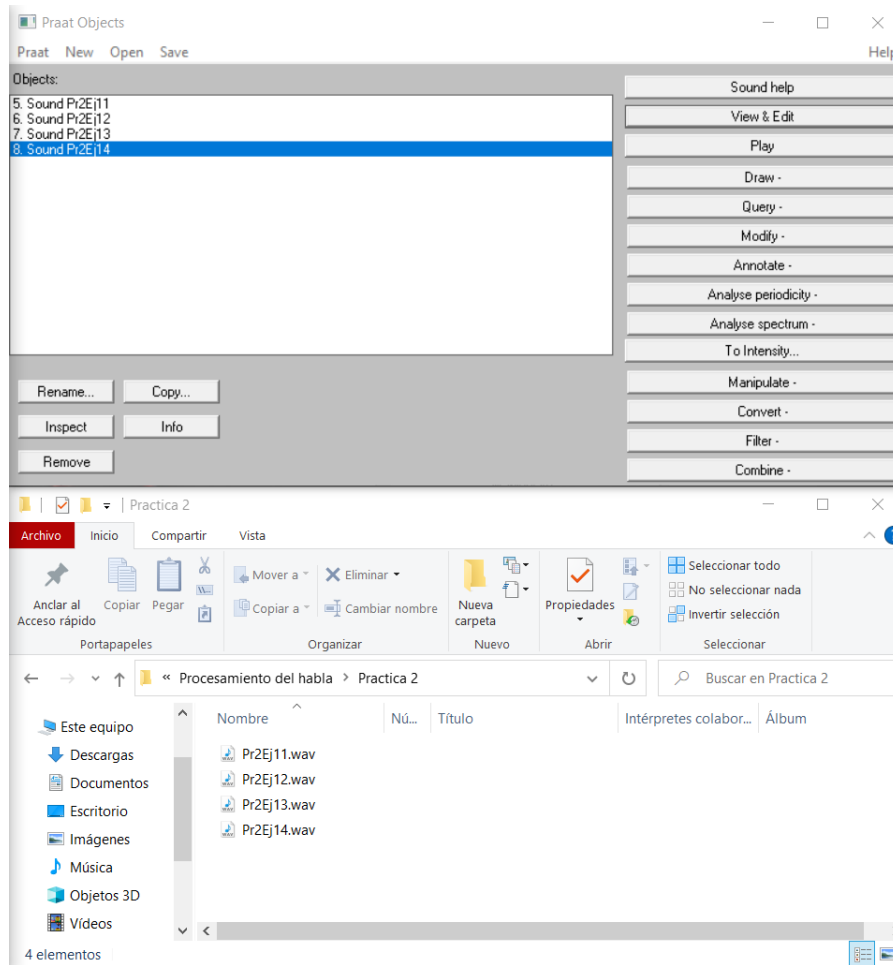 Praat Objects
Praat New Open Save Help
Objects:
5. Sound Pr2Ej11
6. Sound Pr2Ej12
7. Sound Pr2Ej13
8. Sound Pr2Ej14
Sound help
View & Edit
Play
Draw -
Query -
Modify -
Annotate -
Analyse periodicity -
Analyse spectrum -
To Intensity...
Manipulate -
Convert -
Filter -
Combine -
Rename... Copy...
Inspect Info
Remove
Practica 2
Archivo Inicio Compartir Vista
Anclar al Acceso rápido
Copiar
Pegar
Portapapeles
Mover a
Eliminar
Copiar a
Cambiar nombre
Organizar
Nueva carpeta
Nuevo
Propiedades
Abrir
Seleccionar todo
No seleccionar nada
Invertir selección
Seleccionar
« Procesamiento del habla > Practica 2
Buscar en Practica 2
Este equipo
Descargas
Documentos
Escritorio
Imágenes
Música
Objetos 3D
Vídeos
Nombre Nú... Título Intérpretes colabor... Álbum
Pr2Ej11.wav
Pr2Ej12.wav
Pr2Ej13.wav
Pr2Ej14.wav
4 elementos